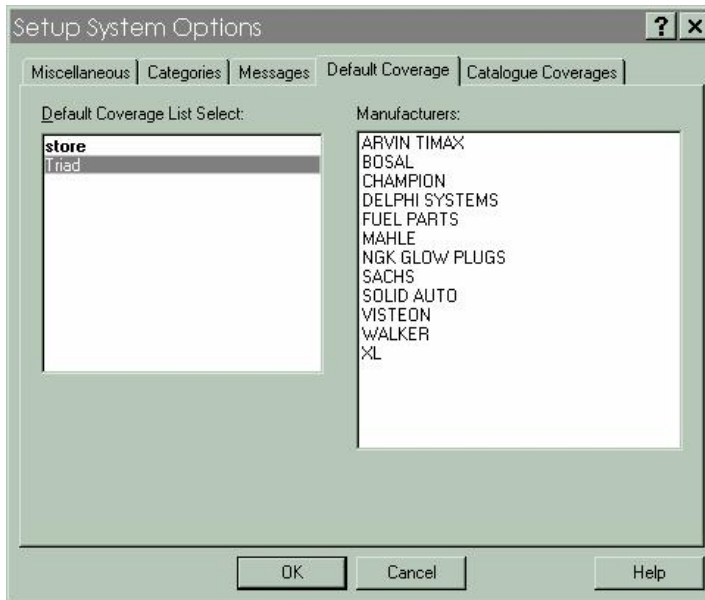 Setup System Options
? ×
Miscellaneous Categories Messages Default Coverage Catalogue Coverages
Default Coverage List Select:
store
Triad
Manufacturers:
ARVIN TIMAX
BOSAL
CHAMPION
DELPHI SYSTEMS
FUEL PARTS
MAHLE
NGK GLOW PLUGS
SACHS
SOLID AUTO
VISTEON
WALKER
XL
OK Cancel Help